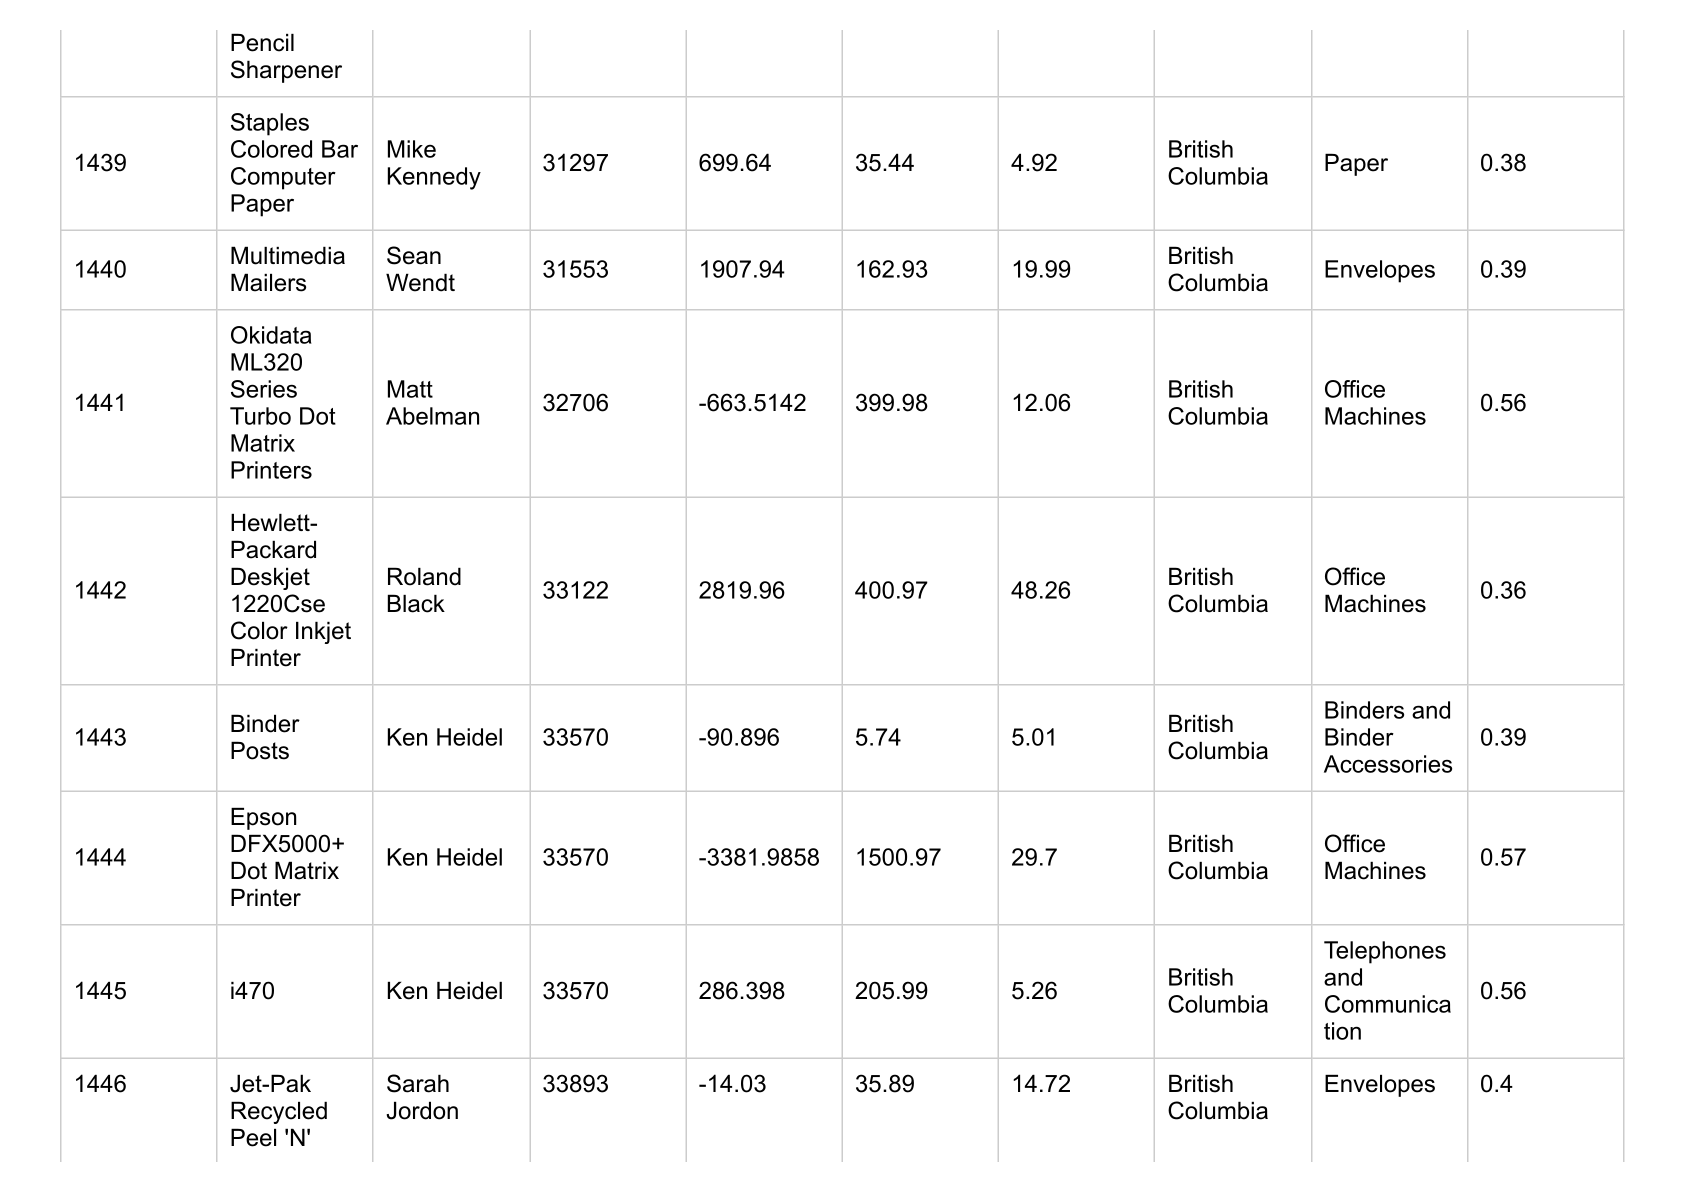 Pencil
Sharpener
1439
Staples
Colored Bar
Computer
Paper
Mike
Kennedy
31297
699.64
35.44
4.92
British
Columbia
Paper
0.38
1440
Multimedia
Mailers
Sean
Wendt
31553
1907.94
162.93
19.99
British
Columbia
Envelopes
0.39
1441
Okidata
ML320
Series
Turbo Dot
Matrix
Printers
Matt
Abelman
32706
-663.5142
399.98
12.06
British
Columbia
Office
Machines
0.56
1442
Hewlett-
Packard
Deskjet
1220Cse
Color Inkjet
Printer
Roland
Black
33122
2819.96
400.97
48.26
British
Columbia
Office
Machines
0.36
1443
Binder
Posts
Ken Heidel
33570
-90.896
5.74
5.01
British
Columbia
Binders and
Binder
Accessories
0.39
1444
Epson
DFX5000+
Dot Matrix
Printer
Ken Heidel
33570
-3381.9858
1500.97
29.7
British
Columbia
Office
Machines
0.57
1445
i470
Ken Heidel
33570
286.398
205.99
5.26
British
Columbia
Telephones
and
Communica
tion
0.56
1446
Jet-Pak
Recycled
Peel 'N'
Sarah
Jordon
33893
-14.03
35.89
14.72
British
Columbia
Envelopes
0.4